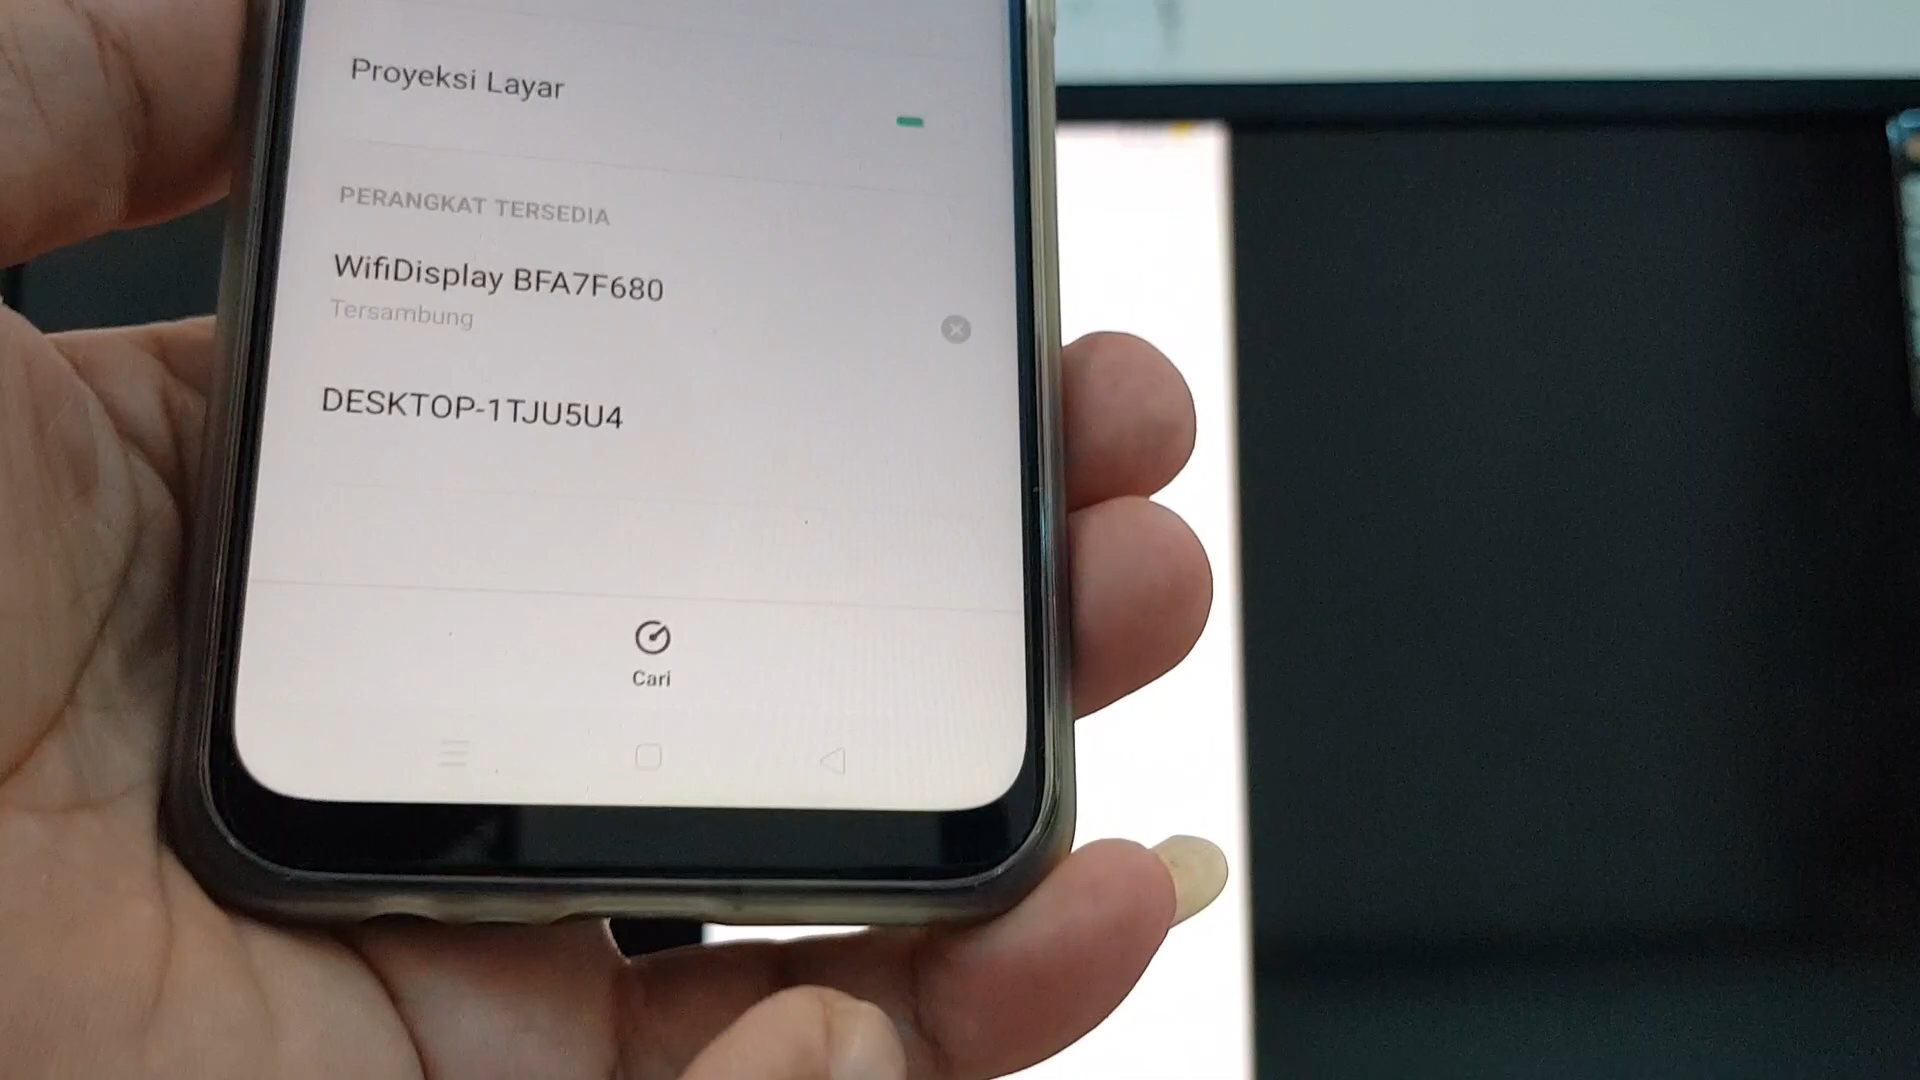 Proyeksi Layar
PERANGKAT TERSEDIA
WifiDisplay BFA7F680
Tersambung
DESKTOP-1TJU5U4
Cari